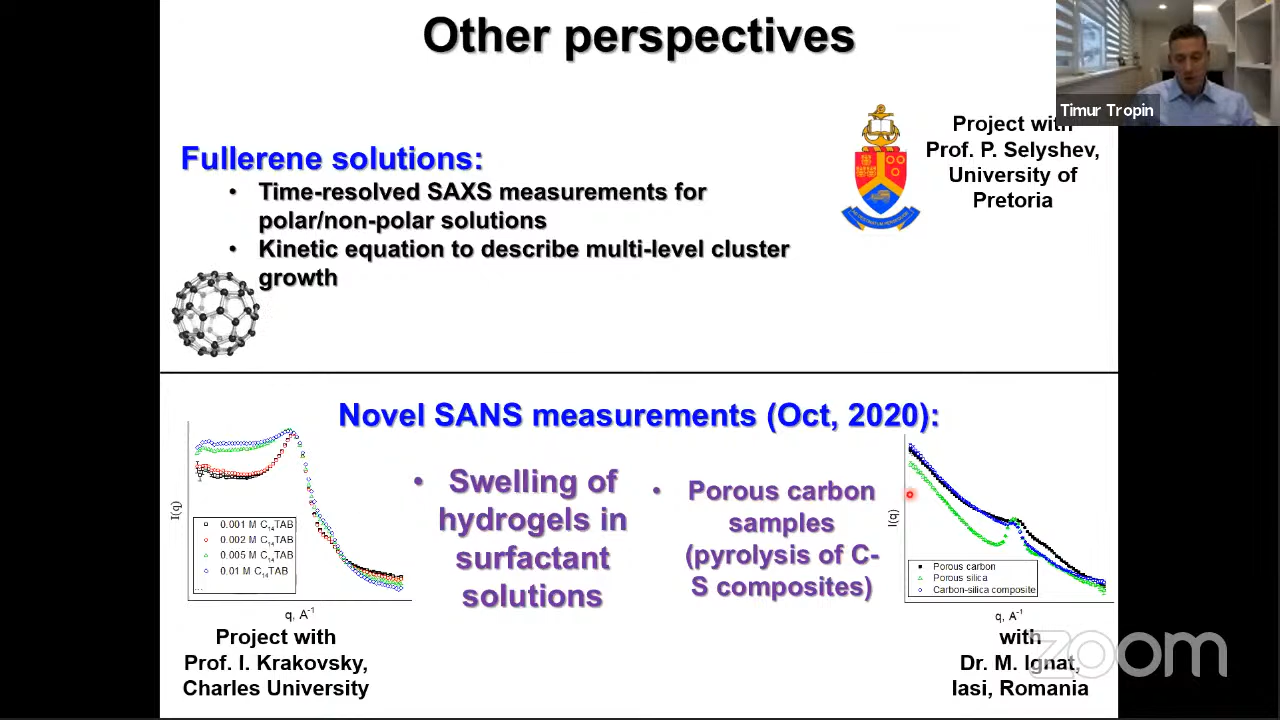 Other perspectives
Timur Tropin
Project with
Prof. P. Selyshev,
University of
Pretoria
Fullerene solutions:
• Time-resolved SAXS measurements for
polar/non-polar solutions
• Kinetic equation to describe multi-level cluster
growth
Novel SANS measurements (Oct, 2020):
• Swelling of
hydrogels in
surfactant
solutions
• Porous carbon
samples
(pyrolysis of C-
S composites)
I(q)
0.001 M C14TAB
0.002 M C14TAB
0.005 M C14TAB
0.01 M C14TAB
...
q, A-1
Project with
Prof. I. Krakovsky,
Charles University
I(q)
Porous carbon
Porous silica
Carbon-silica composite
q, A-1
with
Dr. M. Ignat,
Iasi, Romania
zoom